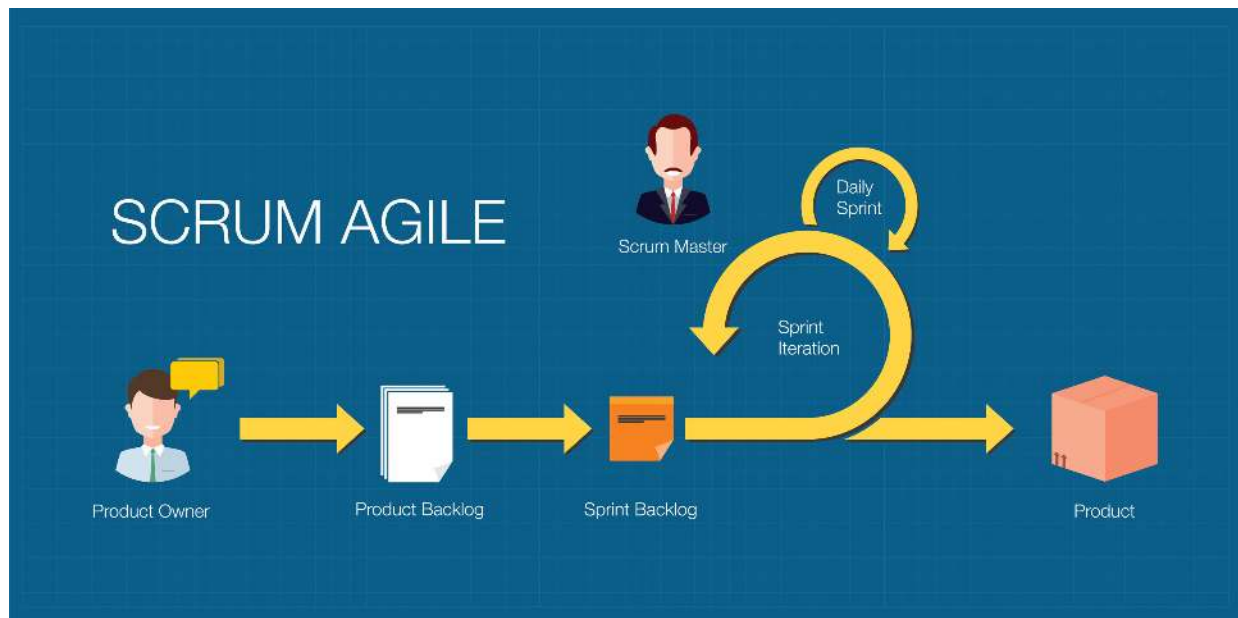 SCRUM AGILE
Scrum Master
Daily
Sprint
Sprint
Iteration
Product Owner
Product Backlog
Sprint Backlog
Product